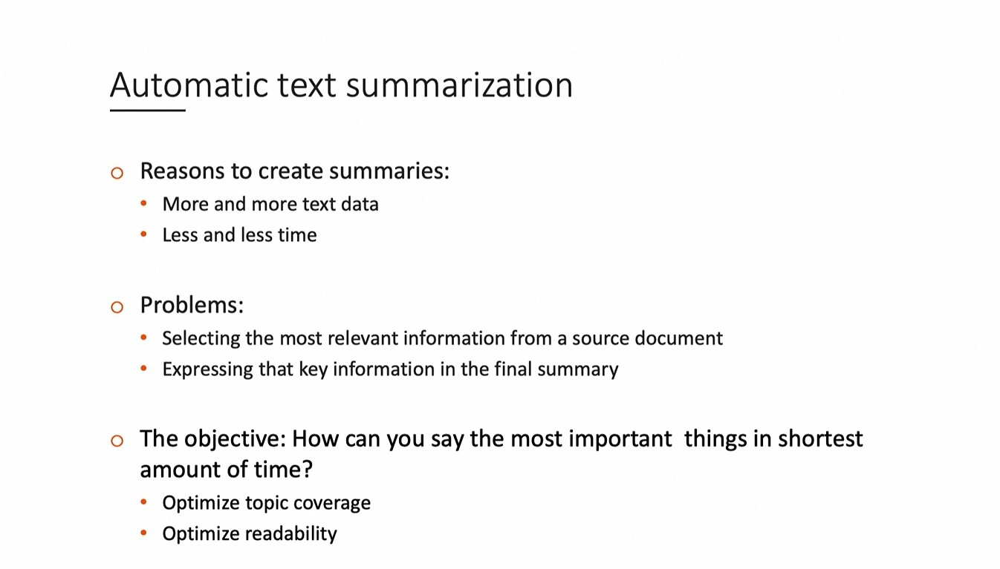 Automatic text summarization
Reasons to create summaries:
More and more text data
Less and less time
Problems:
Selecting the most relevant information from a source document
Expressing that key information in the final summary
The objective: How can you say the most important  things in shortest
amount of time?
Optimize topic coverage
Optimize readability